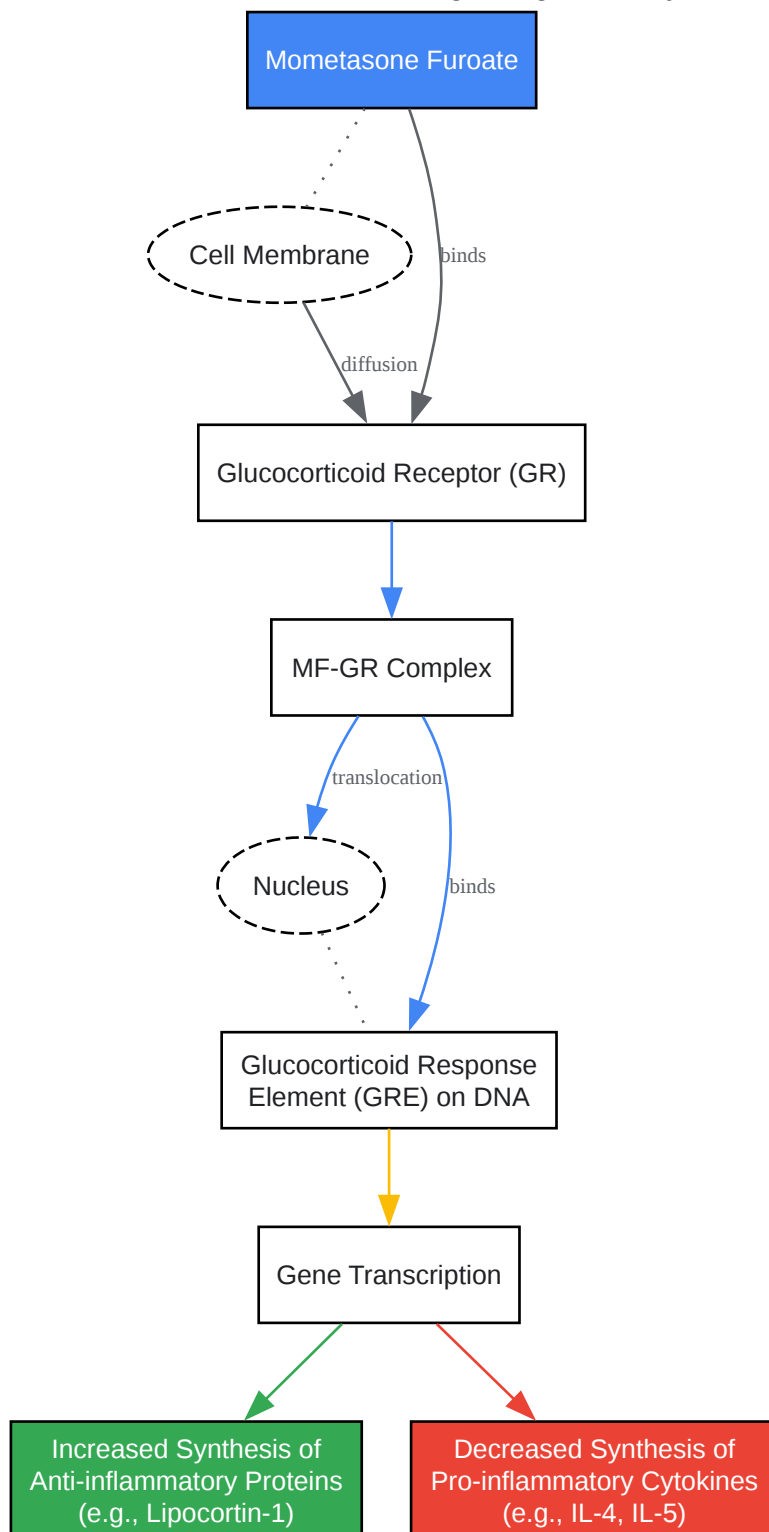 Mometasone Furoate
Cell Membrane
binds
diffusion
Glucocorticoid Receptor (GR)
MF-GR Complex
translocation
Nucleus
binds
Glucocorticoid Response
Element (GRE) on DNA
Gene Transcription
Increased Synthesis of
Anti-inflammatory Proteins
(e.g., Lipocortin-1)
Decreased Synthesis of
Pro-inflammatory Cytokines
(e.g., IL-4, IL-5)